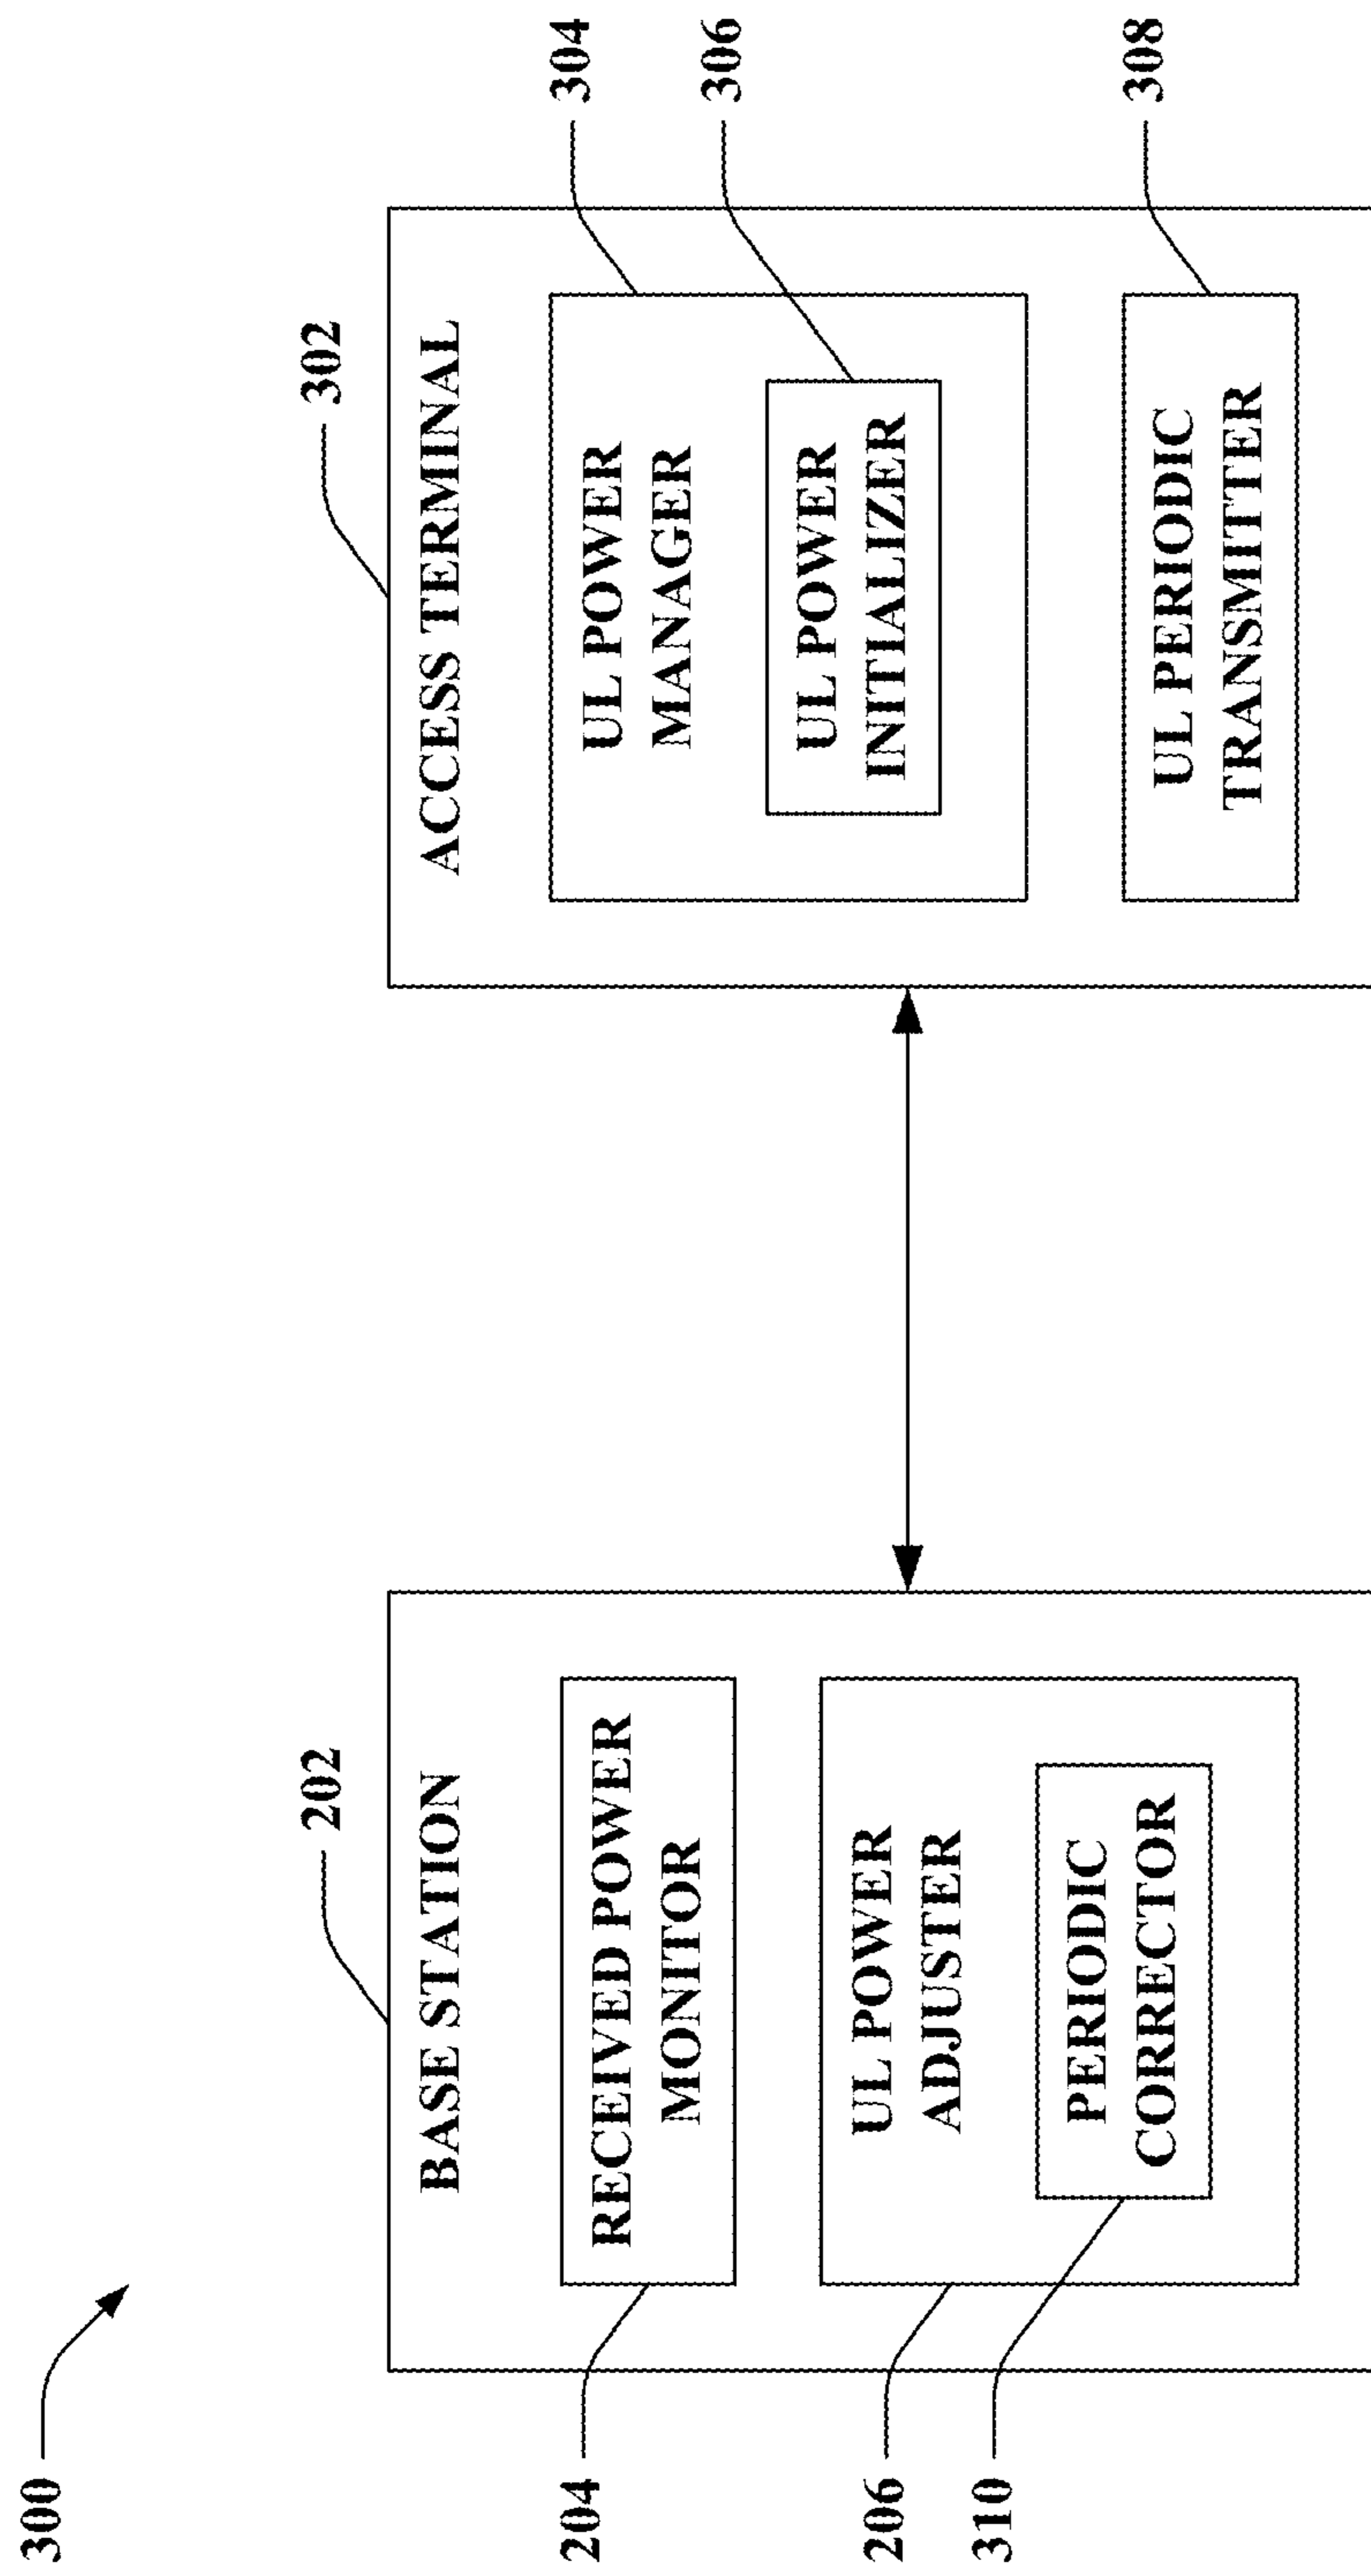 300
202
BASE STATION
204
RECEIVED POWER
MONITOR
206
UL POWER
ADJUSTER
310
PERIODIC
CORRECTOR
302
ACCESS TERMINAL
304
UL POWER
MANAGER
306
UL POWER
INITIALIZER
308
UL PERIODIC
TRANSMITTER